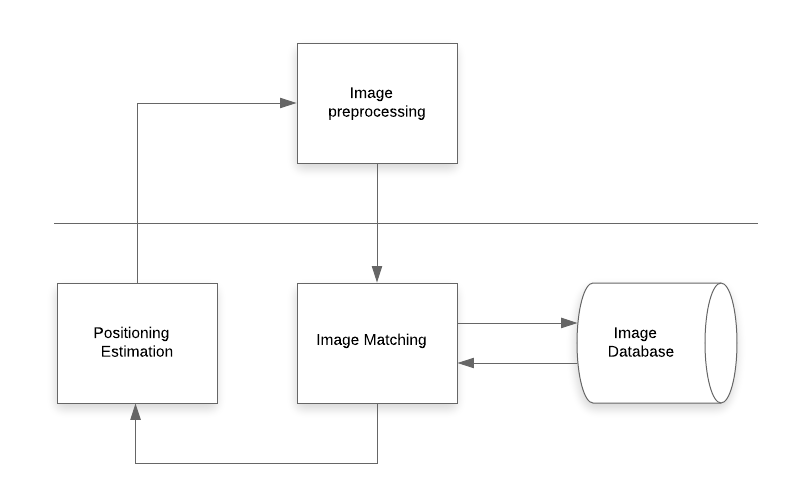 Image
preprocessing
Positioning
Estimation
Image Matching
Image
Database